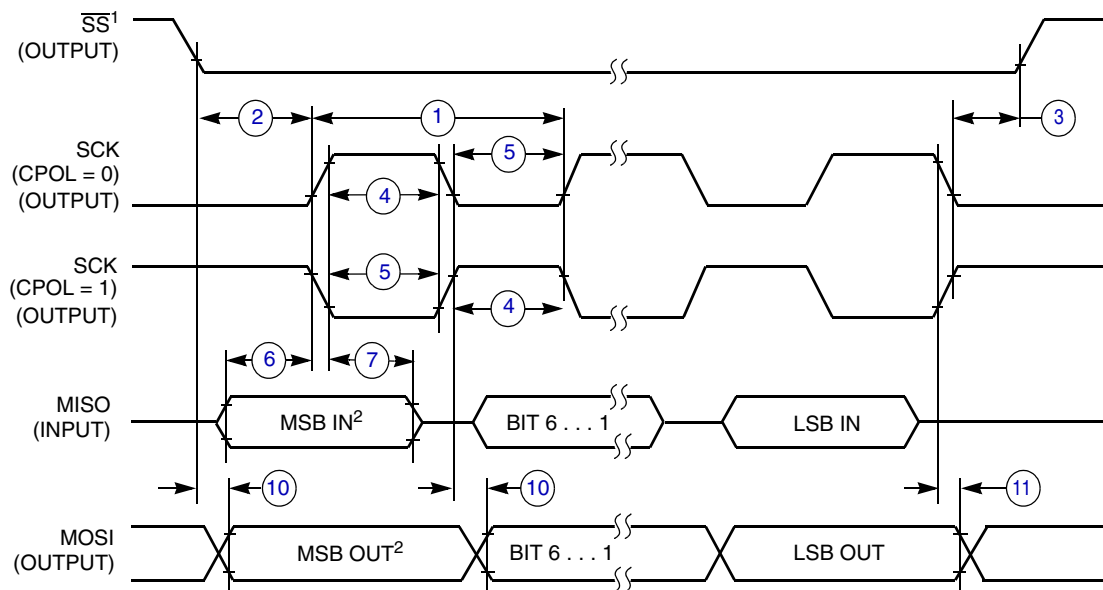 SS¹
(OUTPUT)
2
1
3
SCK
(CPOL = 0)
(OUTPUT)
5
4
SCK
(CPOL = 1)
(OUTPUT)
5
4
6
7
MISO
(INPUT)
MSB IN²
BIT 6 . . . 1
LSB IN
10
10
11
MOSI
(OUTPUT)
MSB OUT²
BIT 6 . . . 1
LSB OUT